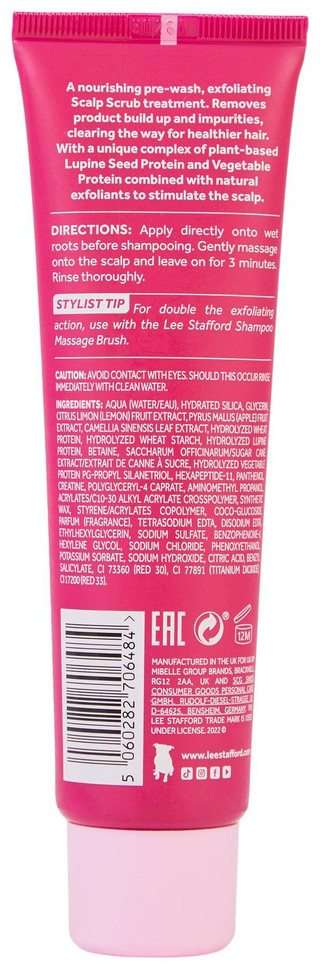 A nourishing pre-wash, exfoliating
Scalp Scrub treatment. Removes
product build up and impurities,
clearing the way for healthier hair.
With a unique complex of plant-based
Lupine Seed Protein and Vegetable
Protein combined with natural
exfoliants to stimulate the scalp.
DIRECTIONS: Apply directly onto wet
roots before shampooing. Gently massage
onto the scalp and leave on for 3 minutes.
Rinse thoroughly.
STYLIST TIP For double the exfoliating
action, use with the Lee Stafford Shampoo
Massage Brush.
CAUTION: AVOID CONTACT WITH EYES. SHOULD THIS OCCUR RINSE
IMMEDIATELY WITH CLEAN WATER.
INGREDIENTS: AQUA (WATER/EAU), HYDRATED SILICA, GLYCERIN,
CITRUS LIMON (LEMON) FRUIT EXTRACT, PYRUS MALUS (APPLE) FRUIT
EXTRACT, CAMELLIA SINENSIS LEAF EXTRACT, HYDROLYZED WHEAT
PROTEIN, HYDROLYZED WHEAT STARCH, HYDROLYZED LUPINE
PROTEIN, BETAINE, SACCHARUM OFFICINARUM/SUGAR CANE
EXTRACT/EXTRAIT DE CANNE À SUCRE, HYDROLYZED VEGETABLE
PROTEIN PG-PROPYL SILANETRIOL, HEXAPEPTIDE-11, PANTHENOL,
CREATINE, POLYGLYCERYL-4 CAPRATE, AMINOMETHYL PROPANOL,
ACRYLATES/C10-30 ALKYL ACRYLATE CROSSPOLYMER, SYNTHETIC
WAX, STYRENE/ACRYLATES COPOLYMER, COCO-GLUCOSIDE,
PARFUM (FRAGRANCE), TETRASODIUM EDTA, DISODIUM EDTA,
ETHYLHEXYLGLYCERIN, SODIUM SULFATE, BENZOPHENONE-4,
HEXYLENE GLYCOL, SODIUM CHLORIDE, PHENOXYETHANOL,
POTASSIUM SORBATE, SODIUM HYDROXIDE, CITRIC ACID, BENZYL
SALICYLATE, CI 73360 (RED 30), CI 77891 (TITANIUM DIOXIDE),
CI 17200 (RED 33).
5 060282 706484 >
EAC
12M
MANUFACTURED IN THE UK FOR UK BY
MIBELLE GROUP BRANDS, BRACKNELL
RG12 2AA, UK AND SCG SWISS
CONSUMER GOODS PERSONAL CARE
GMBH, RUDOLF-DIESEL-STRASSE
D-64625, BENSHEIM, GERMANY. THE
LEE STAFFORD TRADE MARK IS USED
UNDER LICENSE. 2022 ©
www.leestafford.com